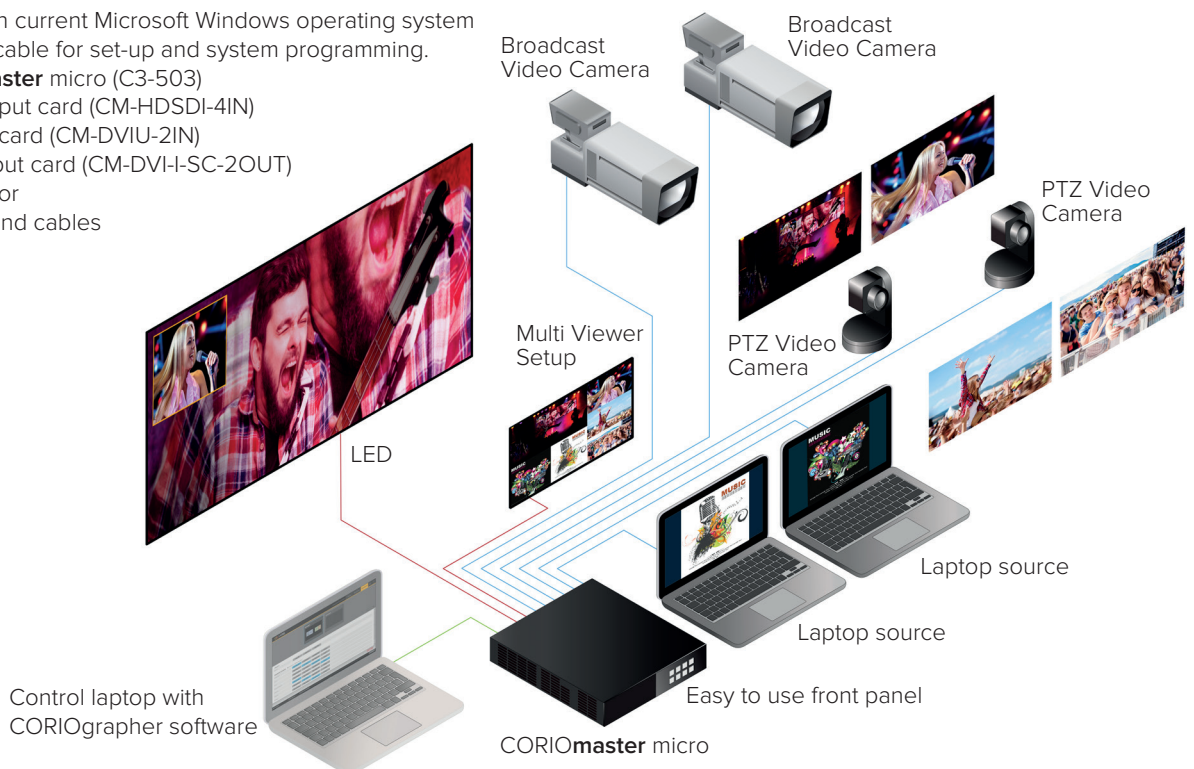 n current Microsoft Windows operating system
cable for set-up and system programming.
aster micro (C3-503)
put card (CM-HDSDI-4IN)
card (CM-DVIU-2IN)
out card (CM-DVI-I-SC-2OUT)
or
nd cables
Broadcast
Video Camera
Broadcast
Video Camera
PTZ Video
Camera
PTZ Video
Camera
Multi Viewer
Setup
LED
MUSIC
MUSIC
MUSIC
Laptop source
Laptop source
Easy to use front panel
Control laptop with
CORIOgrapher software
CORIOmaster micro